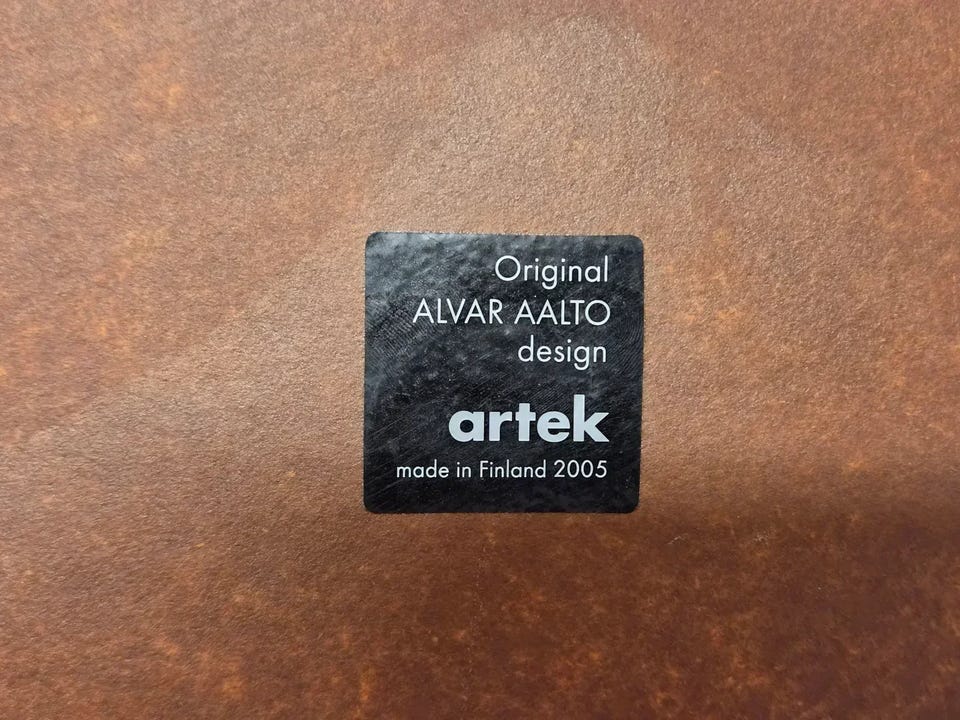 Original
ALVAR AALTO
design
artek
made in Finland 2005